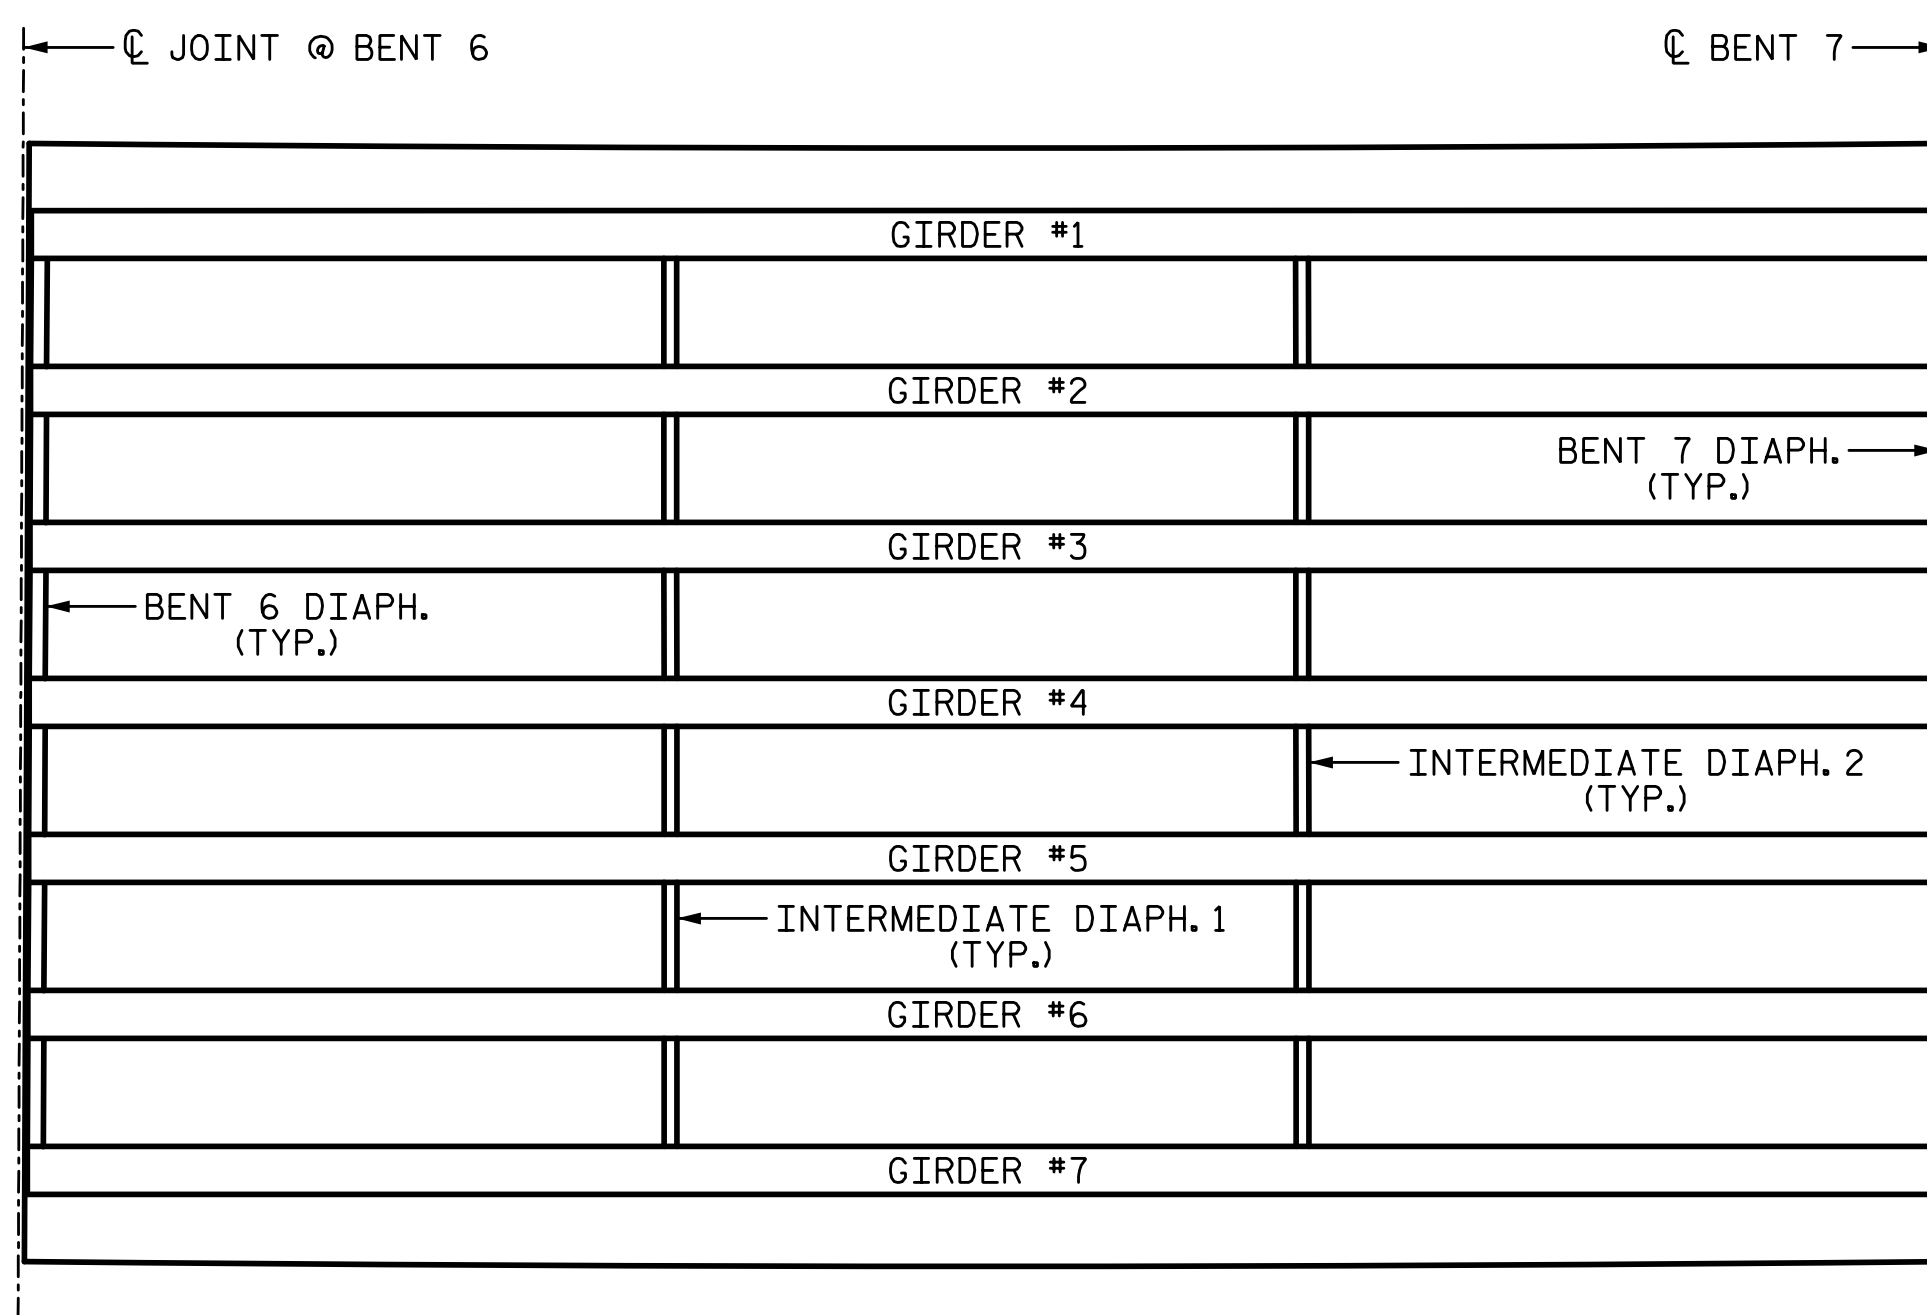 ℄ JOINT @ BENT 6
℄ BENT 7
GIRDER #1
GIRDER #2
BENT 7 DIAPH.
(TYP.)
GIRDER #3
BENT 6 DIAPH.
(TYP.)
GIRDER #4
INTERMEDIATE DIAPH. 2
(TYP.)
GIRDER #5
INTERMEDIATE DIAPH. 1
(TYP.)
GIRDER #6
GIRDER #7